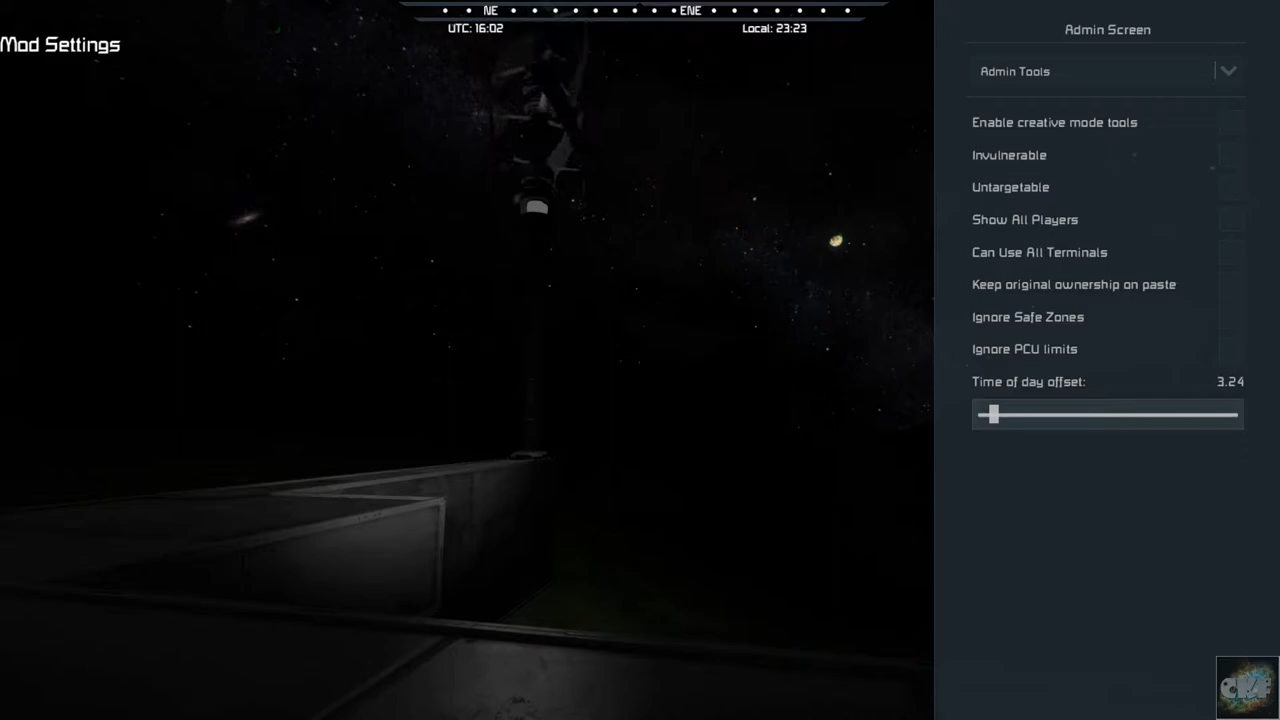 NE
ENE
UTC: 16:02
Local: 23:23
Mod Settings
Admin Screen
Admin Tools
Enable creative mode tools
Invulnerable
Untargetable
Show All Players
Can Use All Terminals
Keep original ownership on paste
Ignore Safe Zones
Ignore PCU limits
Time of day offset: 3.24